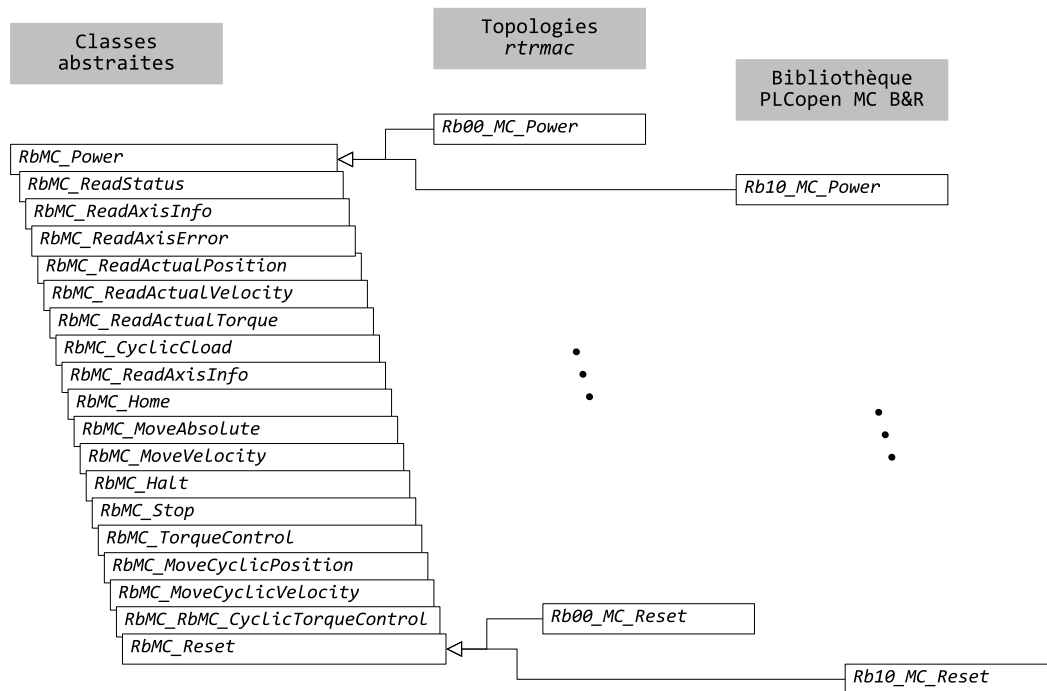 Classes
abstraites
Topologies
rtrmac
Bibliothèque
PLCopen MC B&R
Rb00_MC_Power
RbMC_Power
RbMC_ReadStatus
Rb10_MC_Power
RbMC_ReadAxisInfo
RbMC_ReadAxisError
RbMC_ReadActualPosition
RbMC_ReadActualVelocity
RbMC_ReadActualTorque
RbMC_CyclicCload
RbMC_ReadAxisInfo
RbMC_Home
RbMC_MoveAbsolute
RbMC_MoveVelocity
RbMC_Halt
RbMC_Stop
RbMC_TorqueControl
RbMC_MoveCyclicPosition
RbMC_MoveCyclicVelocity
RbMC_RbMC_CyclicTorqueControl
Rb00_MC_Reset
RbMC_Reset
Rb10_MC_Reset